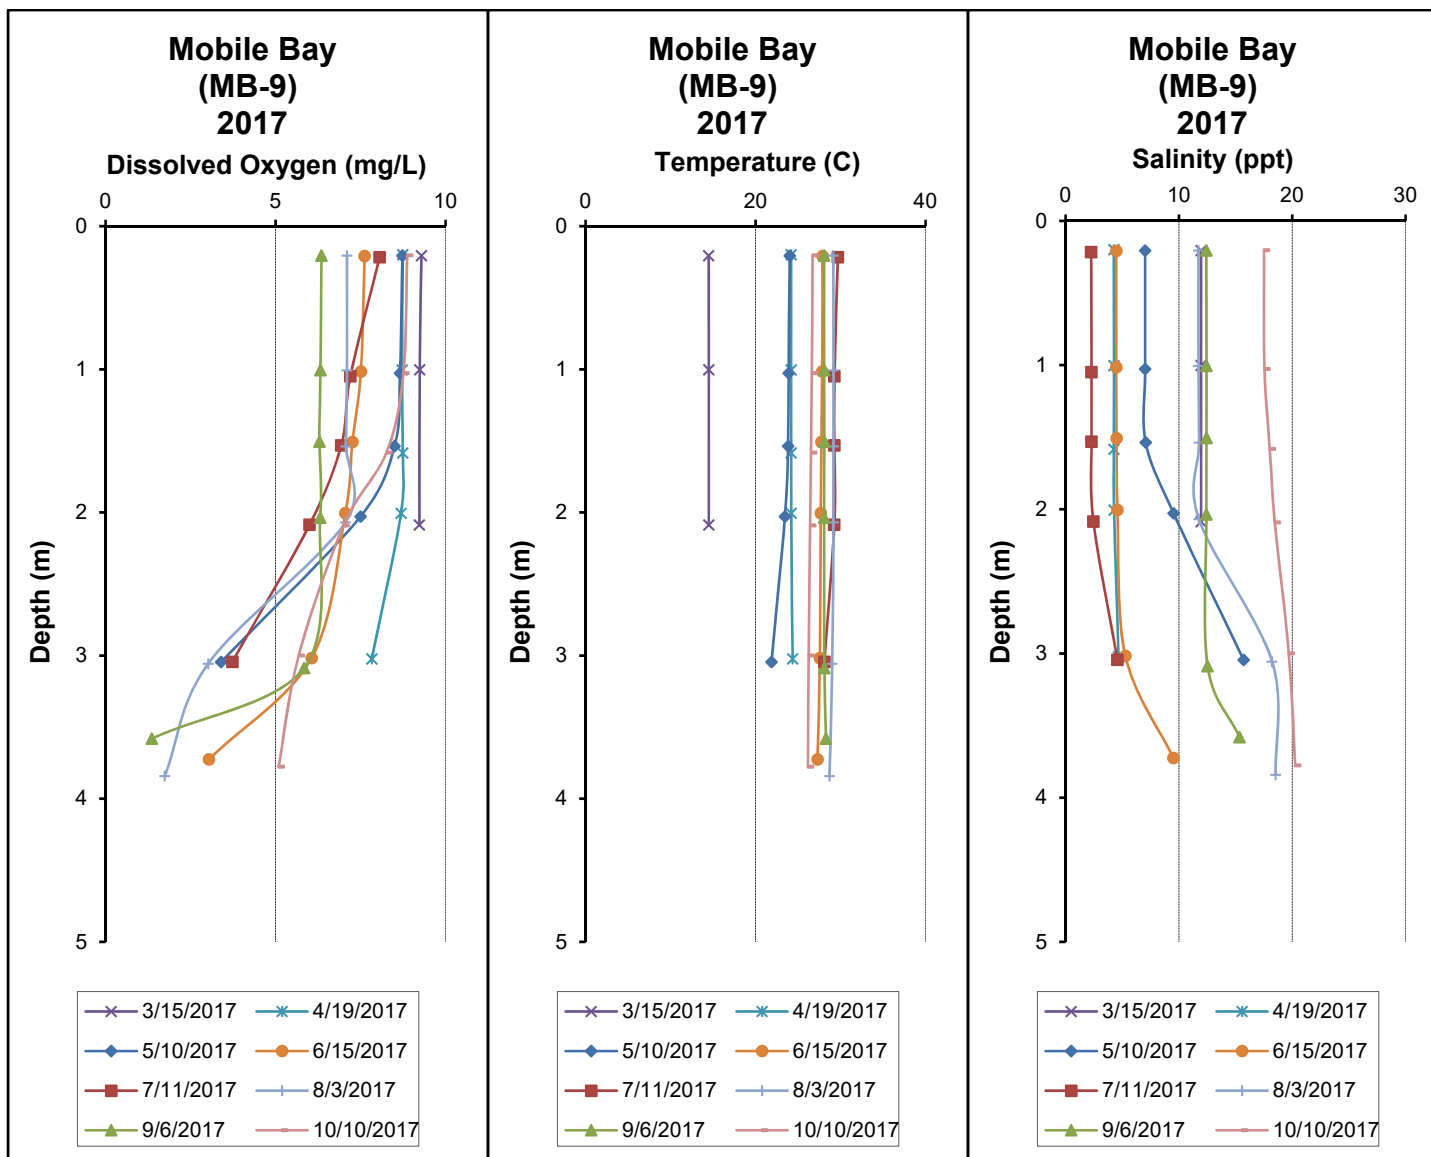 Mobile Bay
(MB-9)
2017
Dissolved Oxygen (mg/L)
0 5 10
0
1
2
3
4
5
Depth (m)
3/15/2017 4/19/2017
5/10/2017 6/15/2017
7/11/2017 8/3/2017
9/6/2017 10/10/2017
Mobile Bay
(MB-9)
2017
Temperature (C)
0 20 40
0
1
2
3
4
5
Depth (m)
3/15/2017 4/19/2017
5/10/2017 6/15/2017
7/11/2017 8/3/2017
9/6/2017 10/10/2017
Mobile Bay
(MB-9)
2017
Salinity (ppt)
0 10 20 30
0
1
2
3
4
5
Depth (m)
3/15/2017 4/19/2017
5/10/2017 6/15/2017
7/11/2017 8/3/2017
9/6/2017 10/10/2017